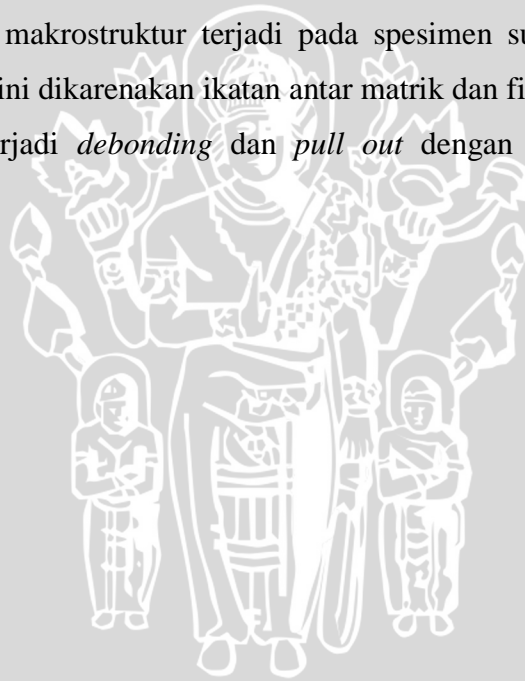 makrostruktur terjadi pada spesimen su
ini dikarenakan ikatan antar matrik dan fi
rjadi debonding dan pull out dengan